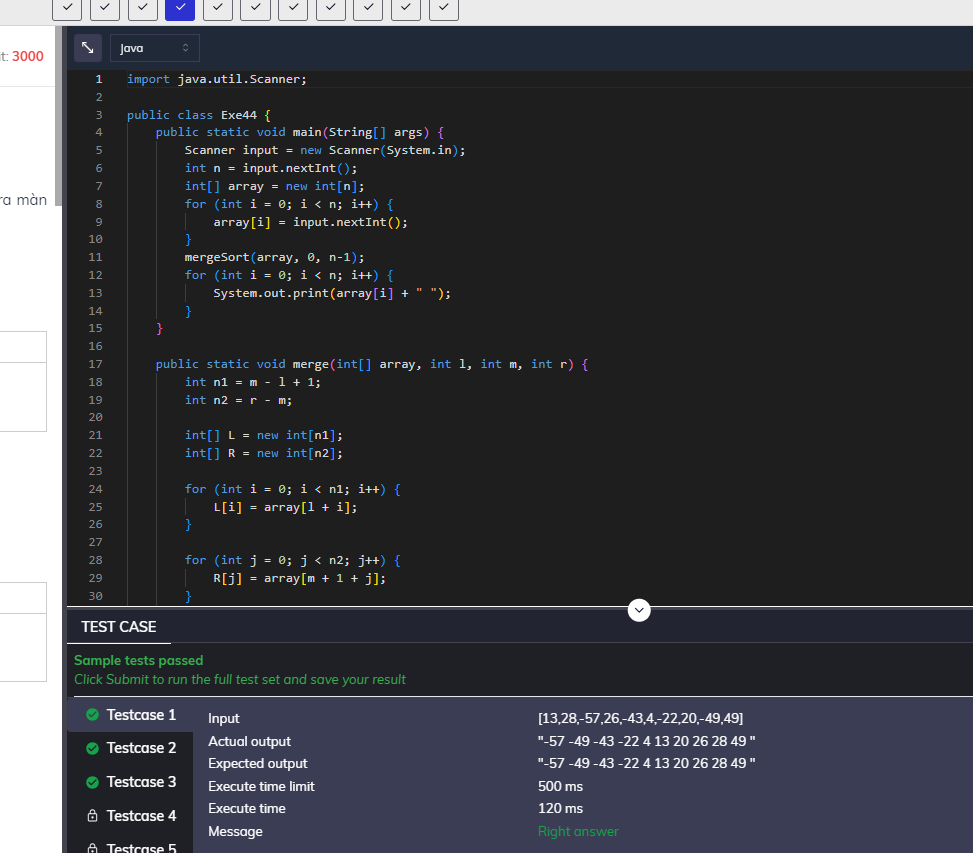 it: 3000
ra màn
Java
1 import java.util.Scanner;
2
3 public class Exe44 {
4 public static void main(String[] args) {
5 Scanner input = new Scanner(System.in);
6 int n = input.nextInt();
7 int[] array = new int[n];
8 for (int i = 0; i < n; i++) {
9 array[i] = input.nextInt();
10 }
11 mergeSort(array, 0, n-1);
12 for (int i = 0; i < n; i++) {
13 System.out.print(array[i] + " ");
14 }
15 }
16
17 public static void merge(int[] array, int l, int m, int r) {
18 int n1 = m - l + 1;
19 int n2 = r - m;
20
21 int[] L = new int[n1];
22 int[] R = new int[n2];
23
24 for (int i = 0; i < n1; i++) {
25 L[i] = array[l + i];
26 }
27
28 for (int j = 0; j < n2; j++) {
29 R[j] = array[m + 1 + j];
30 }
TEST CASE
Sample tests passed
Click Submit to run the full test set and save your result
Testcase 1
Testcase 2
Testcase 3
Testcase 4
Testcase 5
Input [13,28,-57,26,-43,4,-22,20,-49,49]
Actual output "-57 -49 -43 -22 4 13 20 26 28 49 "
Expected output "-57 -49 -43 -22 4 13 20 26 28 49 "
Execute time limit 500 ms
Execute time 120 ms
Message Right answer